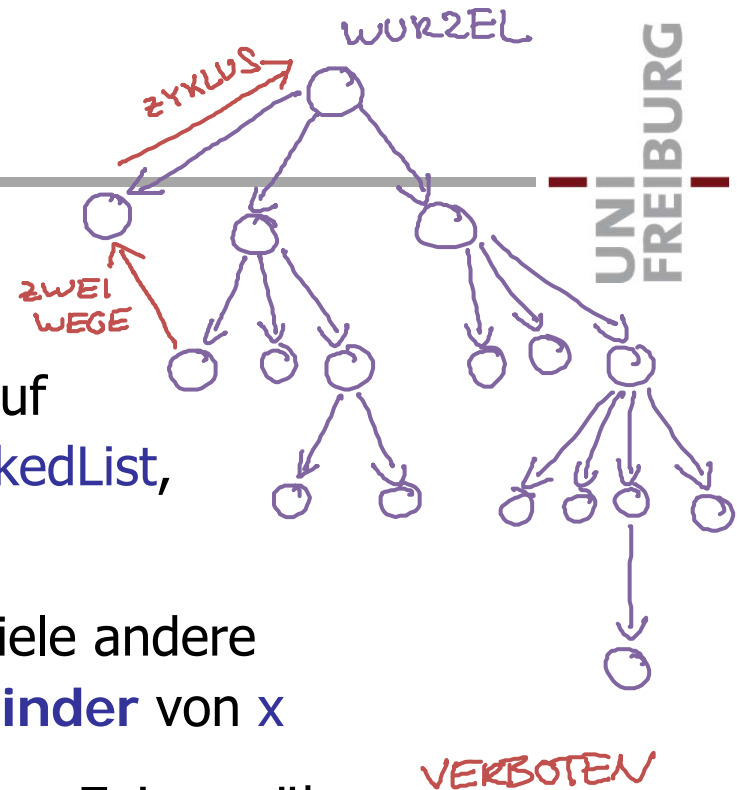 WURZEL
ZYKLUS
UNI
FREIBURG
ZWEI
WEGE
uf
kedList,
iele andere
inder von x
VERBOTEN